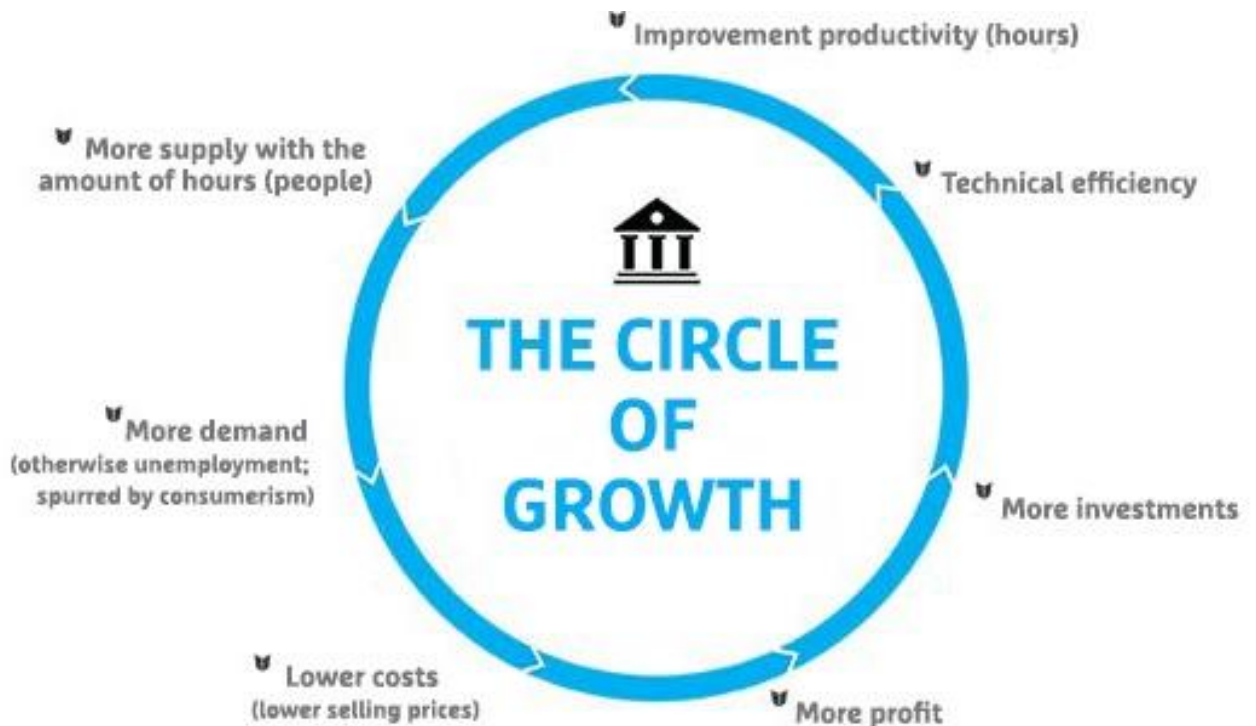 Improvement productivity (hours)
More supply with the
amount of hours (people)
Technical efficiency
THE CIRCLE
OF
GROWTH
More demand
(otherwise unemployment;
spurred by consumerism)
More investments
Lower costs
(lower selling prices)
More profit